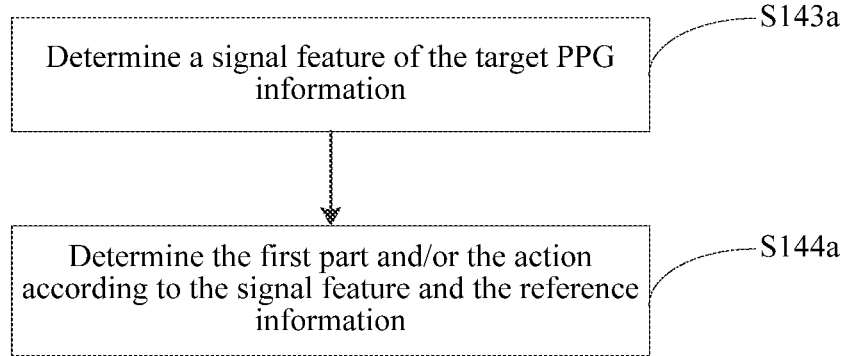 S143a
Determine a signal feature of the target PPG
information
S144a
Determine the first part and/or the action
according to the signal feature and the reference
information